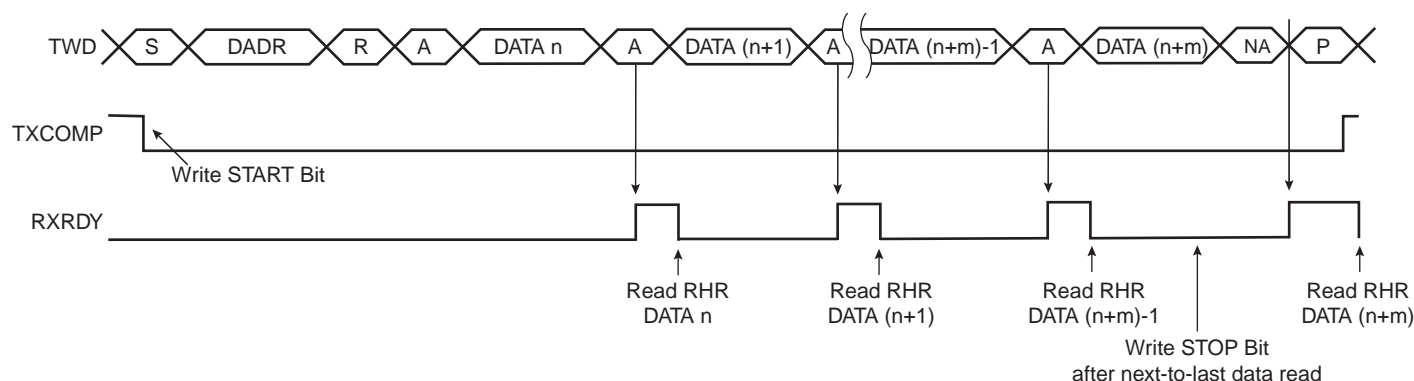 TWD S DADR R A DATA n A DATA (n+1) A DATA (n+m)-1 A DATA (n+m) NA P
TXCOMP
Write START Bit
RXRDY
Read RHR
DATA n
Read RHR
DATA (n+1)
Read RHR
DATA (n+m)-1
Read RHR
DATA (n+m)
Write STOP Bit
after next-to-last data read